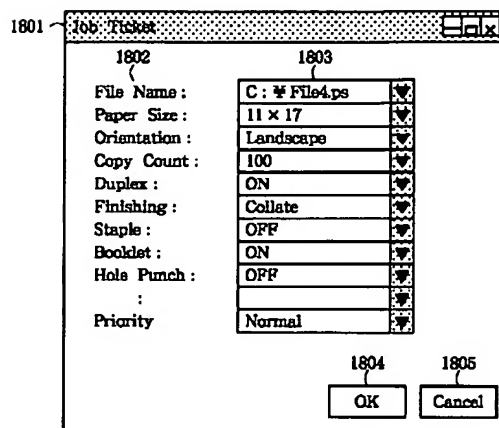 1801
Job Ticket
1802 1803
File Name : C : ¥ File4.ps
Paper Size : 11 × 17
Orientation : Landscape
Copy Count : 100
Duplex : ON
Finishing : Collate
Staple : OFF
Booklet : ON
Hole Punch : OFF
:
Priority Normal
1804 1805
OK Cancel